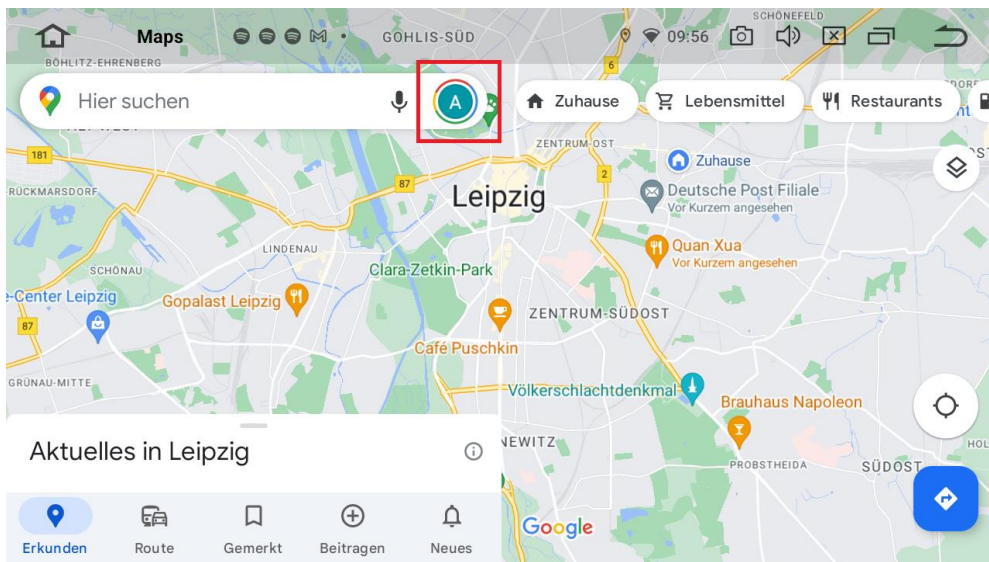 Maps
GOHLIS-SÜD
SCHÖNEFELD
09:56
BÖHLITZ-EHRENBERG
6
Hier suchen
A
Zuhause
Lebensmittel
Restaurants
181
ZENTRUM-OST
2
Zuhause
87
RÜCKMARSDORF
Leipzig
Deutsche Post Filiale
Vor Kurzem angesehen
LINDENAU
Quan Xua
Vor Kurzem angesehen
SCHÖNAU
Clara-Zetkin-Park
e-Center Leipzig
Gopalast Leipzig
87
ZENTRUM-SÜDOST
Café Puschkin
GRÜNAU-MITTE
Völkerschlachtdenkmal
Brauhaus Napoleon
Aktuelles in Leipzig
NEWITZ
HOL
PROBSTHEIDA
SÜDOST
Erkunden
Route
Gemerkt
Beitragen
Neues
Google